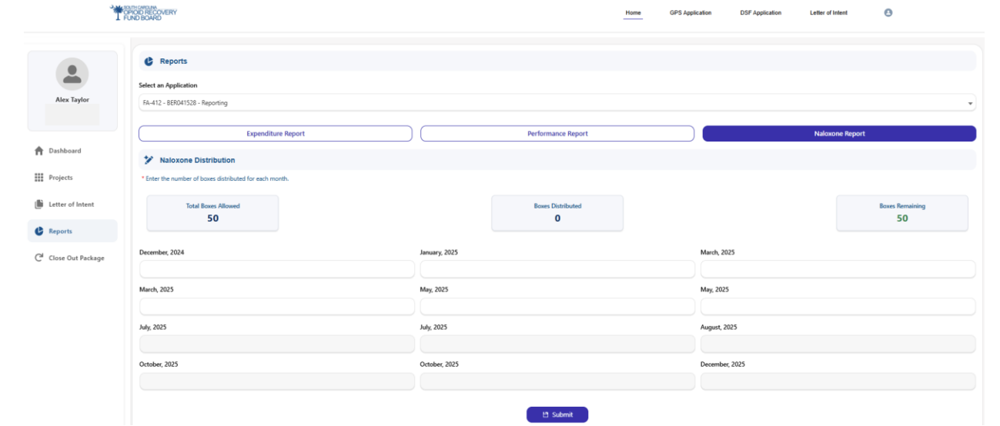 SOUTH CAROLINA
OPIOID RECOVERY
FUND BOARD
Home
GPS Application
DSF Application
Letter of Intent
Alex Taylor
Dashboard
Projects
Letter of Intent
Reports
Close Out Package
Reports
Select an Application
FA-412 - BER041528 - Reporting
Expenditure Report
Performance Report
Naloxone Report
Naloxone Distribution
* Enter the number of boxes distributed for each month.
Total Boxes Allowed
50
Boxes Distributed
0
Boxes Remaining
50
December, 2024
January, 2025
March, 2025
March, 2025
May, 2025
May, 2025
July, 2025
July, 2025
August, 2025
October, 2025
October, 2025
December, 2025
Submit